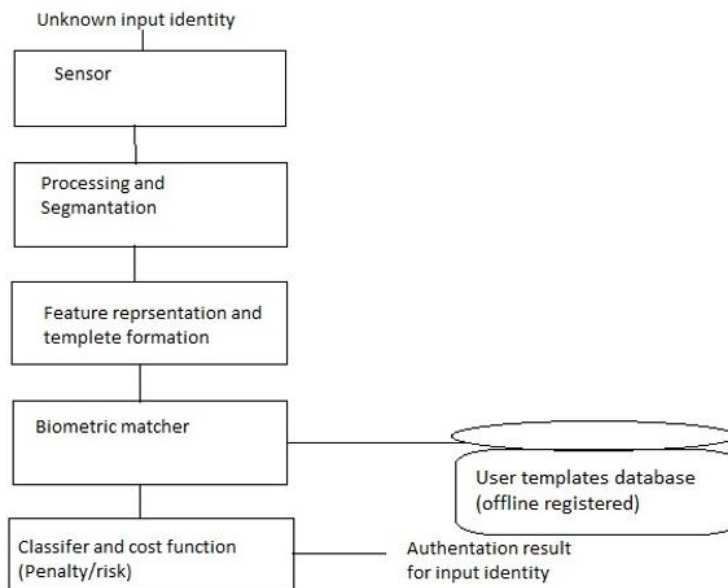 Unknown input identity
Sensor
Processing and
Segmantation
Feature reprsentation and
templete formation
Biometric matcher
User templates database
(offline registered)
Classifer and cost function
(Penalty/risk)
Authentation result
for input identity